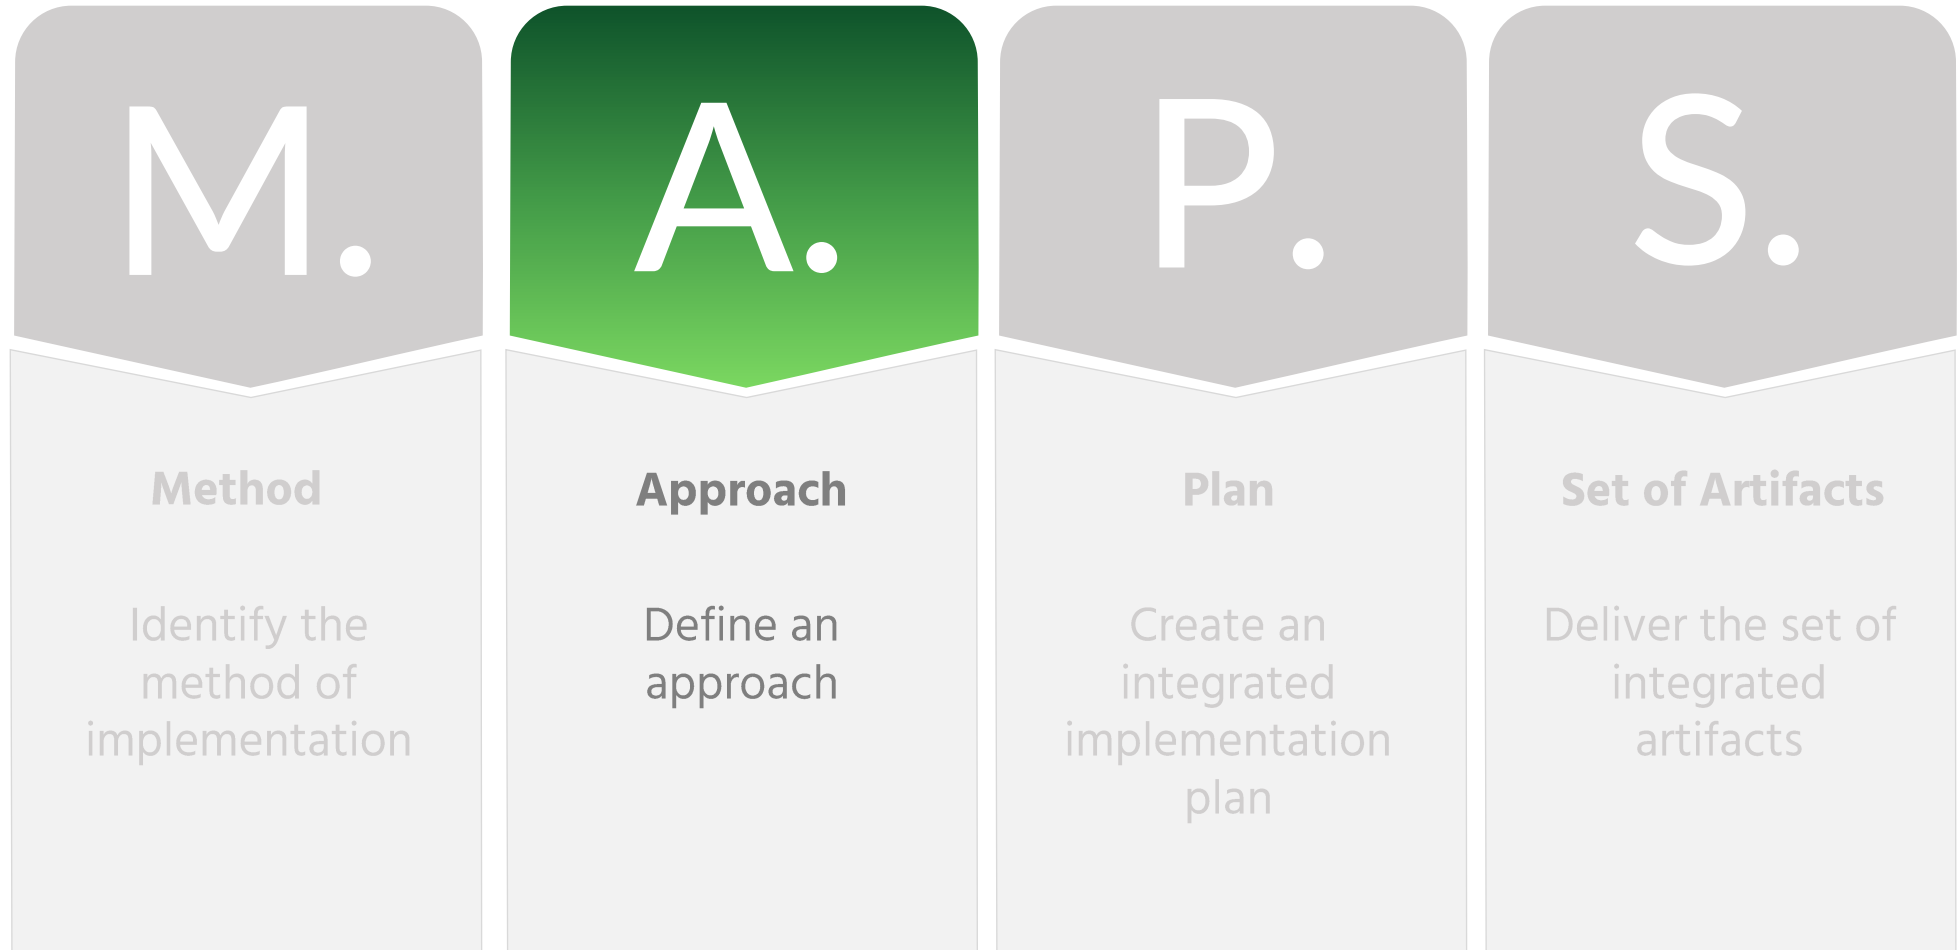 M.
Method
Identify the
method of
implementation
A.
Approach
Define an
approach
P.
Plan
Create an
integrated
implementation
plan
S.
Set of Artifacts
Deliver the set of
integrated
artifacts